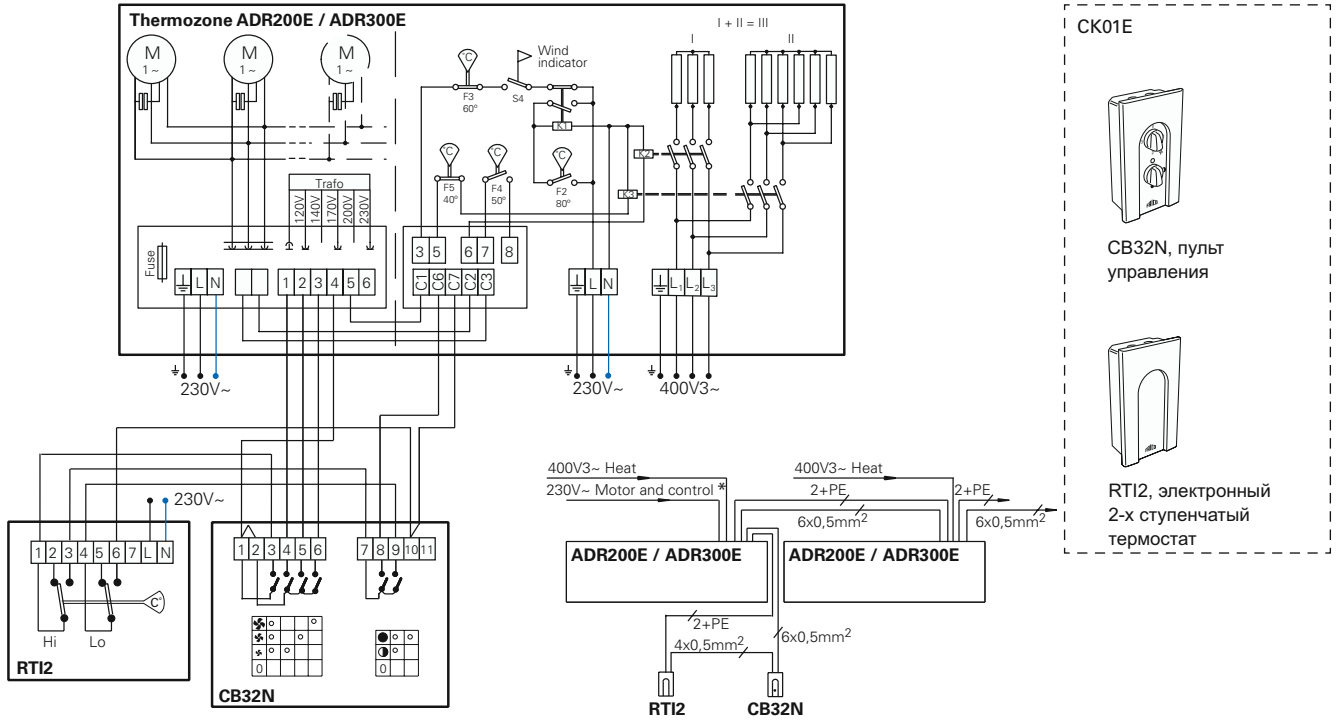 Thermozone ADR200E / ADR300E
I + II = III
I
II
M
1~
M
1~
M
1~
°C
F3
60°
Wind
indicator
S4
K1
°C
F5
40°
°C
F4
50°
°C
F2
80°
K2
K3
Trafo
120V
140V
170V
200V
230V
Fuse
L N
1 2 3 4 5 6
3 5
6 7
8
C1 C6 C7 C2 C3
L N
L1 L2 L3
230V~
230V~
400V3~
230V~
1 2 3 4 5 6 7 L N
C°
Hi
Lo
RTI2
1 2 3 4 5 6
7 8 9 10 11
0
0
CB32N
400V3~ Heat
230V~ Motor and control *
400V3~ Heat
2+PE
6x0,5mm²
2+PE
6x0,5mm²
ADR200E / ADR300E
ADR200E / ADR300E
2+PE
4x0,5mm²
6x0,5mm²
RTI2
CB32N
CK01E
CB32N, пульт
управления
RTI2, электронный
2-х ступенчатый
термостат